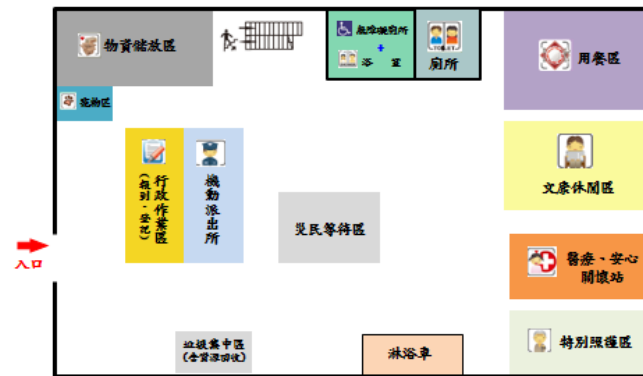 物資儲放區
無障礙廁所
+
浴室
TOILET
廁所
用餐區
寵物區
行政作業區
(報到、登記)
機動派出所
文康休閒區
災民等待區
入口
醫療、安心
關懷站
垃圾集中區
(含資源回收)
淋浴車
特別照護區